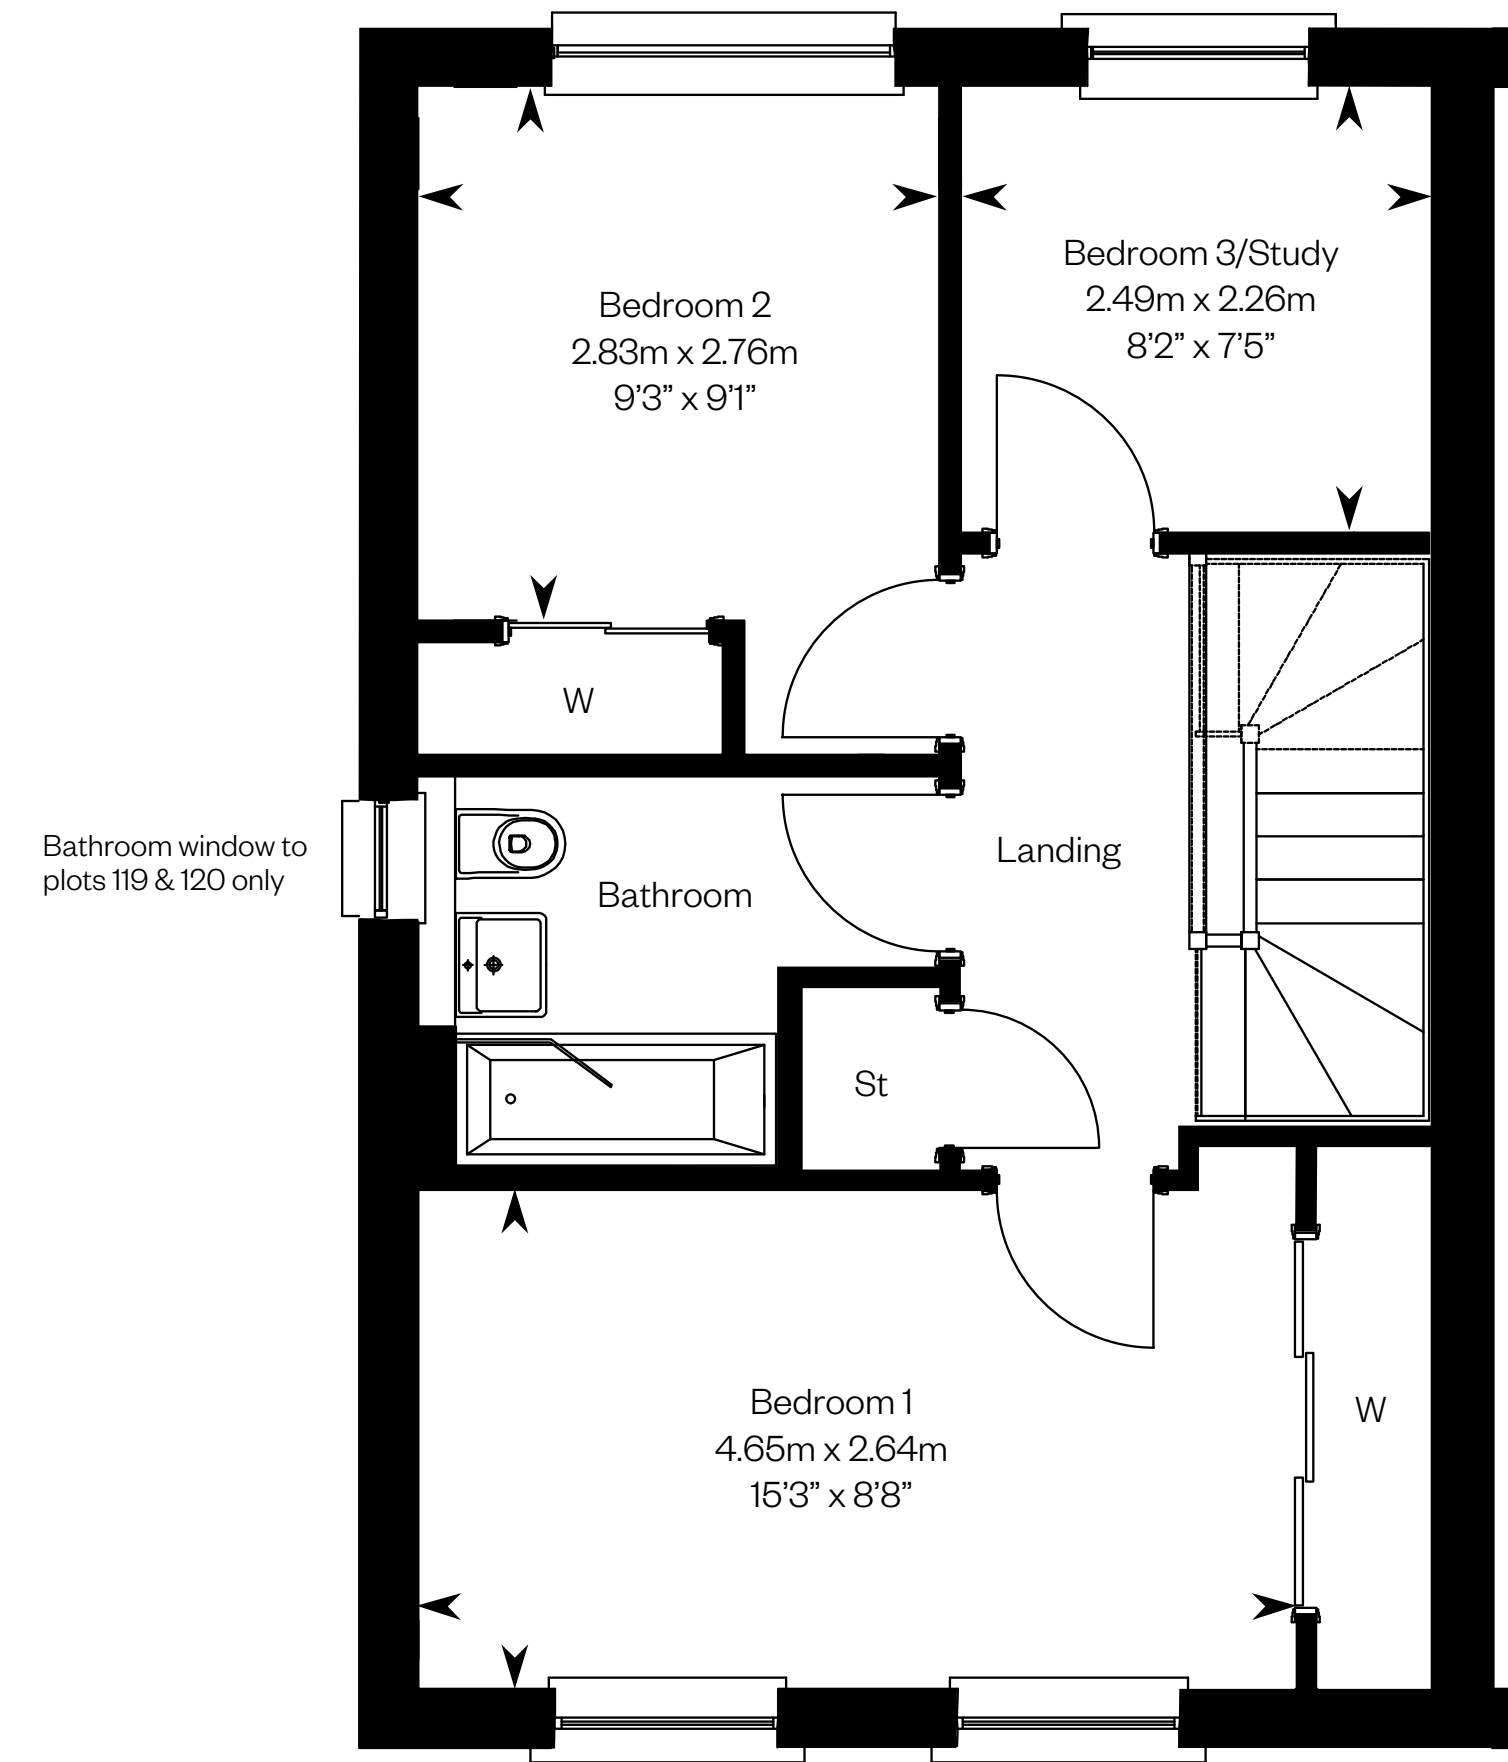 Bedroom 2
2.83m x 2.76m
9’3” x 9’1”
Bedroom 3/Study
2.49m x 2.26m
8’2” x 7’5”
W
Bathroom window to
plots 119 & 120 only
Bathroom
Landing
St
Bedroom 1
4.65m x 2.64m
15’3” x 8’8”
W